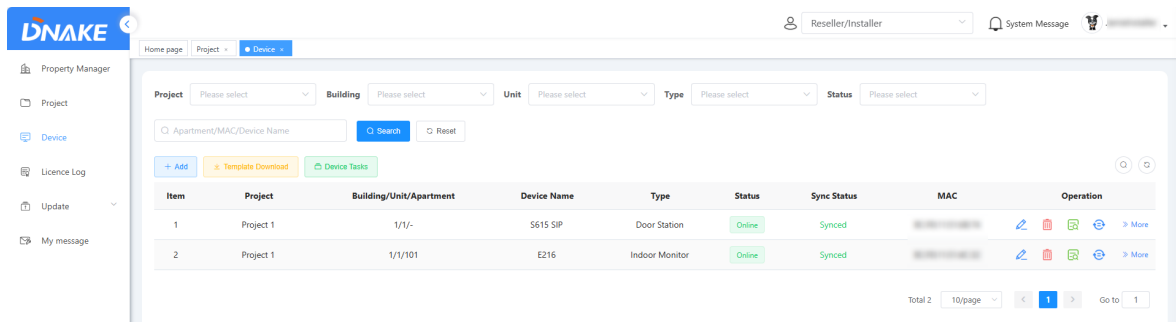 DNAKE
Reseller/Installer
System Message
Home page Project × Device ×
Property Manager
Project
Device
Licence Log
Update
My message
Project Please select Building Please select Unit Please select Type Please select Status Please select
Apartment/MAC/Device Name Search Reset
+ Add Template Download Device Tasks
Item Project Building/Unit/Apartment Device Name Type Status Sync Status MAC Operation
1 Project 1 1/1/- S615 SIP Door Station Online Synced » More
2 Project 1 1/1/101 E216 Indoor Monitor Online Synced » More
Total 2 10/page < 1 > Go to 1